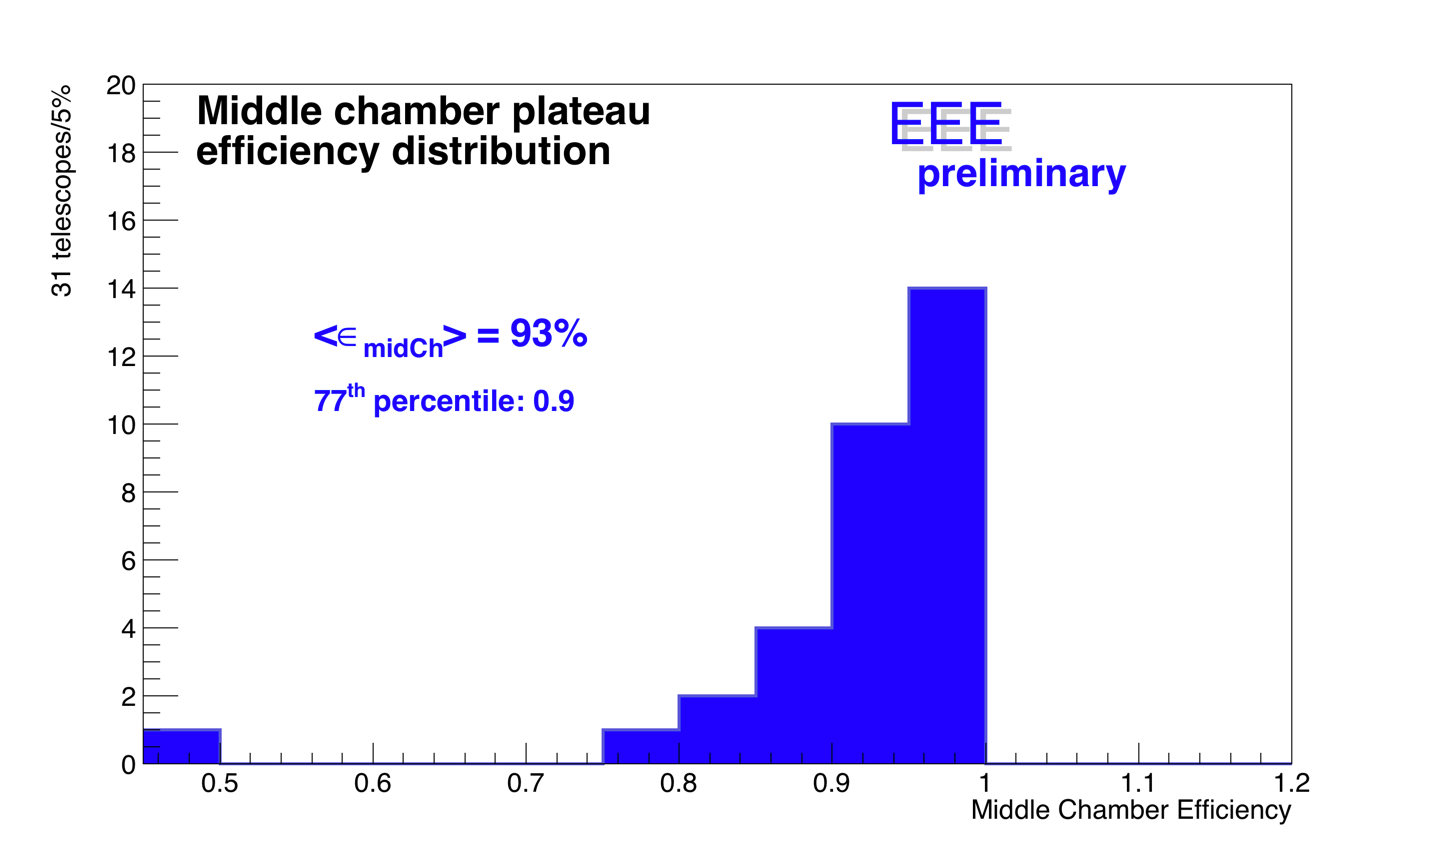 Middle chamber plateau
efficiency distribution
EEE
preliminary
31 telescopes/5%
<∈ midCh> = 93%
77th percentile: 0.9
20
18
16
14
12
10
8
6
4
2
0
0.5 0.6 0.7 0.8 0.9 1 1.1 1.2
Middle Chamber Efficiency